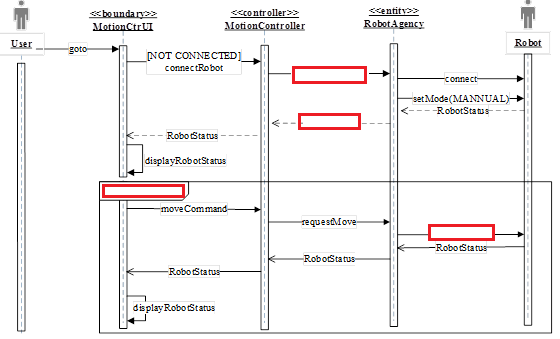 <<boundary>>
<<controller>>
<<entity>>
User
MotionCtrUI
MotionController
RobotAgency
Robot
goto
[NOT CONNECTED]
connectRobot
connect
setMode(MANNUAL)
RobotStatus
RobotStatus
displayRobotStatus
moveCommand
requestMove
RobotStatus
RobotStatus
RobotStatus
displayRobotStatus